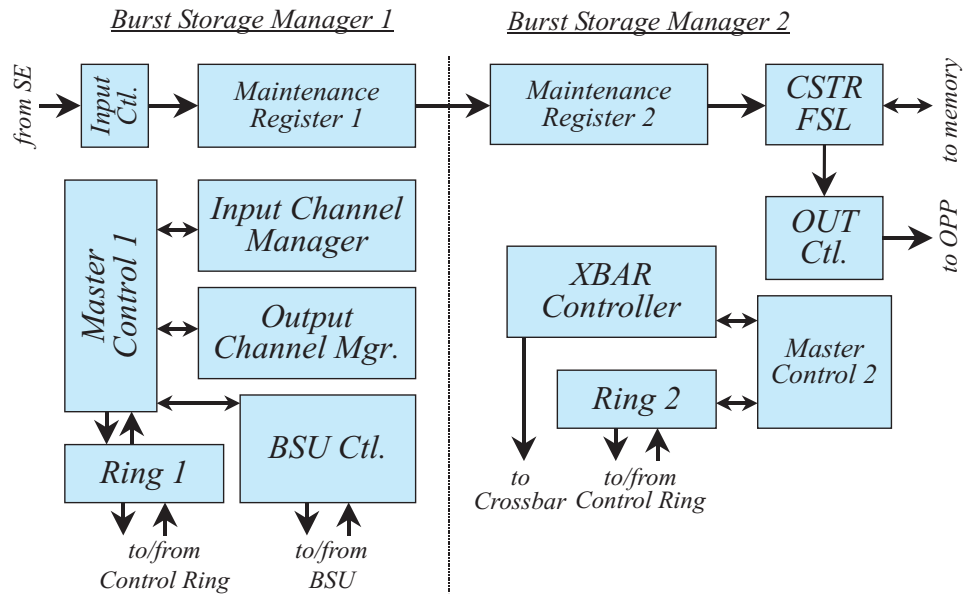 Burst Storage Manager 1
Burst Storage Manager 2
from SE
Input
Ctl.
Maintenance
Register 1
Maintenance
Register 2
CSTR
FSL
to memory
Master
Control 1
Input Channel
Manager
OUT
Ctl.
to OPP
Output
Channel Mgr.
XBAR
Controller
Master
Control 2
Ring 1
BSU Ctl.
Ring 2
to/from
Control Ring
to/from
BSU
to
Crossbar
to/from
Control Ring